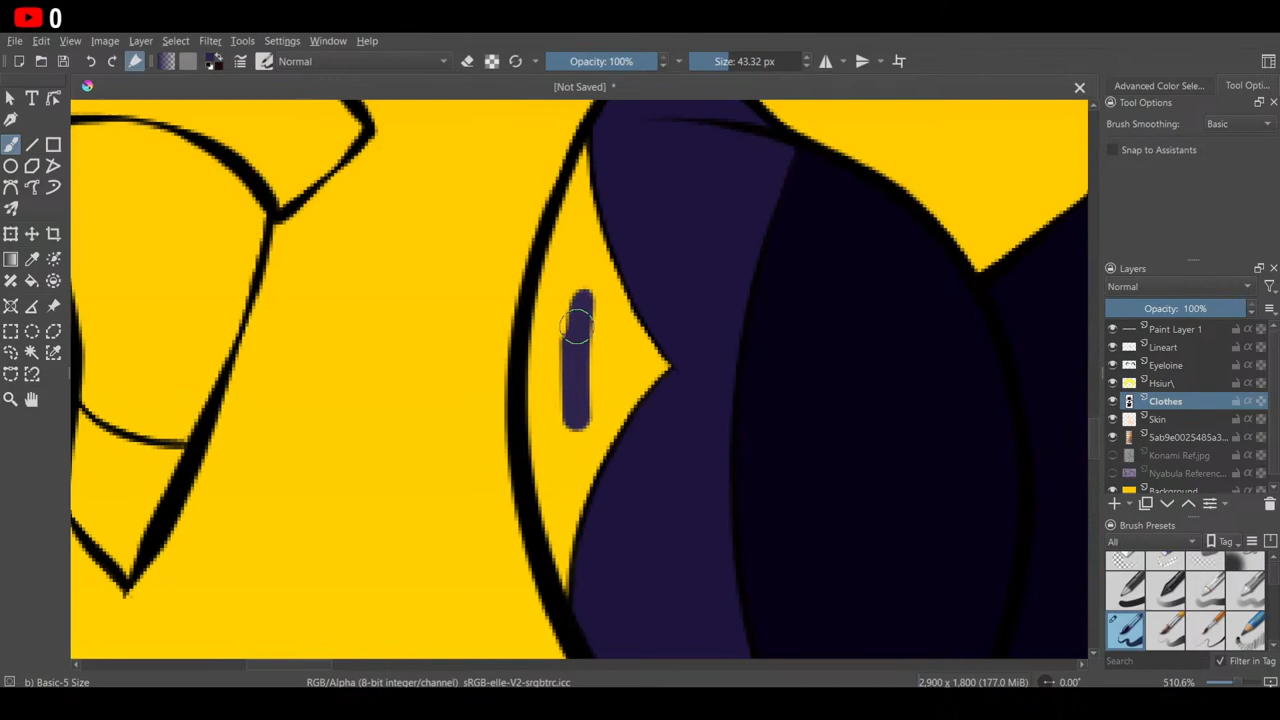 0
File Edit View Image Layer Select Filter Tools Settings Window Help
Normal Opacity: 100% Size: 43.32 px
[Not Saved] *
Advanced Color Sele... Tool Opti...
Tool Options
Brush Smoothing: Basic
Snap to Assistants
Layers
Normal
Opacity: 100%
Paint Layer 1
Lineart
Eyeloine
Hsiur\
Clothes
Skin
5ab9e0025485a3...
Konami Ref.jpg
Nyabula Referenc...
Background
Brush Presets
All Tag
Search Filter in Tag
b) Basic-5 Size RGB/Alpha (8-bit integer/channel) sRGB-elle-V2-srgbtrc.icc 2,900 x 1,800 (177.0 MiB) 0.00° 510.6%